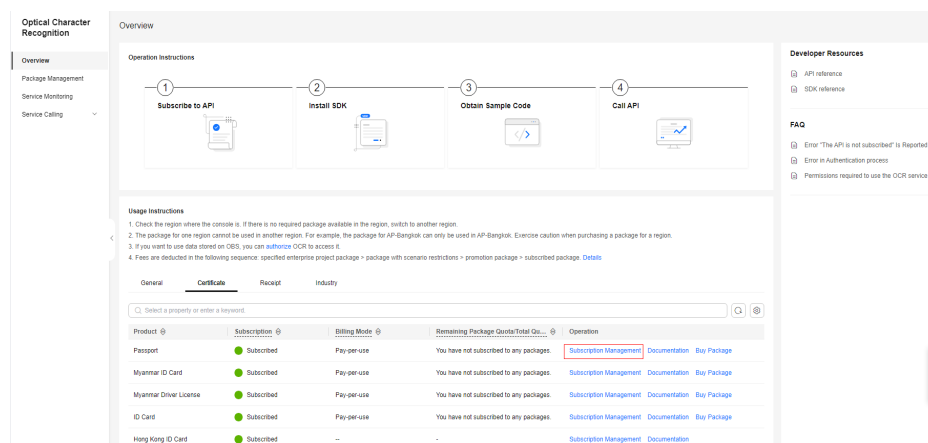 Optical Character
Recognition
Overview
Package Management
Service Monitoring
Service Calling
Overview
Operation Instructions
1
Subscribe to API
2
Install SDK
3
Obtain Sample Code
4
Call API
Usage Instructions
1. Check the region where the console is. If there is no required package available in the region, switch to another region.
2. The package for one region cannot be used in another region. For example, the package for AP-Bangkok can only be used in AP-Bangkok. Exercise caution when purchasing a package for a region.
3. If you want to use data stored on OBS, you can authorize OCR to access it.
4. Fees are deducted in the following sequence: specified enterprise project package > package with scenario restrictions > promotion package > subscribed package. Details
General Certificate Receipt Industry
Select a property or enter a keyword.
Product Subscription Billing Mode Remaining Package Quota/Total Qu... Operation
Passport Subscribed Pay-per-use You have not subscribed to any packages. Subscription Management Documentation Buy Package
Myanmar ID Card Subscribed Pay-per-use You have not subscribed to any packages. Subscription Management Documentation Buy Package
Myanmar Driver License Subscribed Pay-per-use You have not subscribed to any packages. Subscription Management Documentation Buy Package
ID Card Subscribed Pay-per-use You have not subscribed to any packages. Subscription Management Documentation Buy Package
Hong Kong ID Card Subscribed -- - Subscription Management Documentation
Developer Resources
API reference
SDK reference
FAQ
Error "The API is not subscribed" Is Reported
Error in Authentication process
Permissions required to use the OCR service